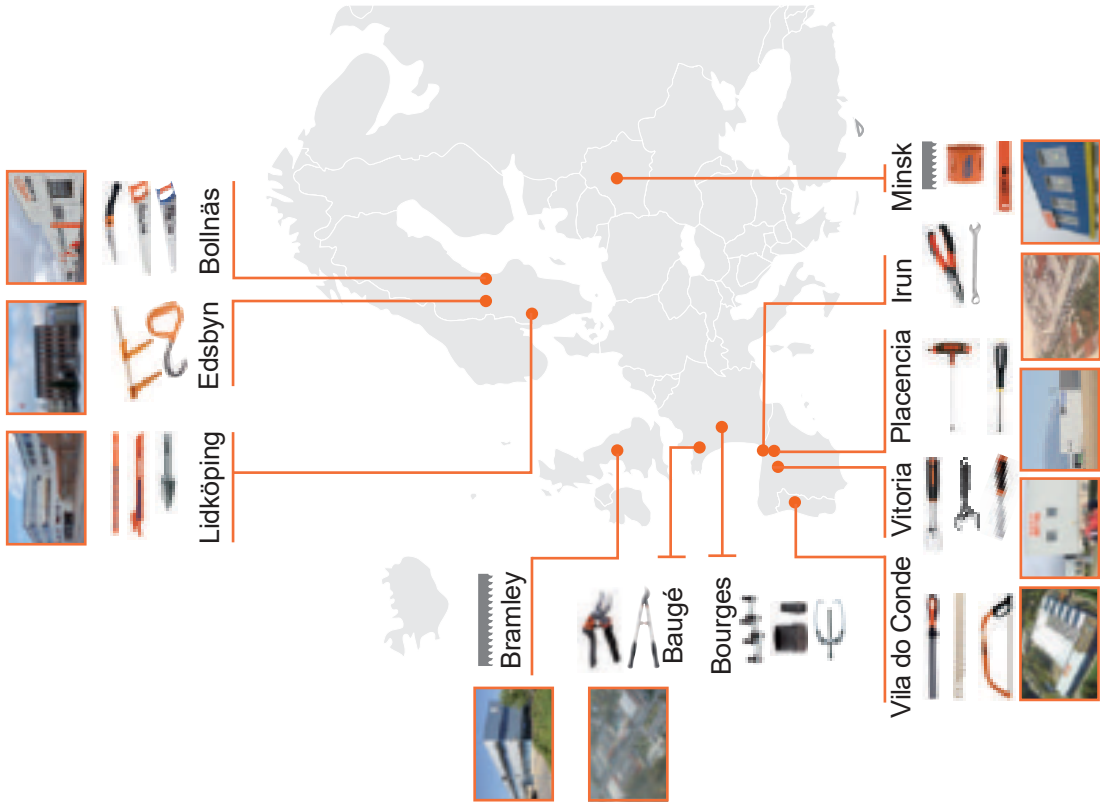 Bollnäs
Edsbyn
Lidköping
Bramley
Baugé
Bourges
Vila do Conde
Vitoria
Placencia
Irun
Minsk